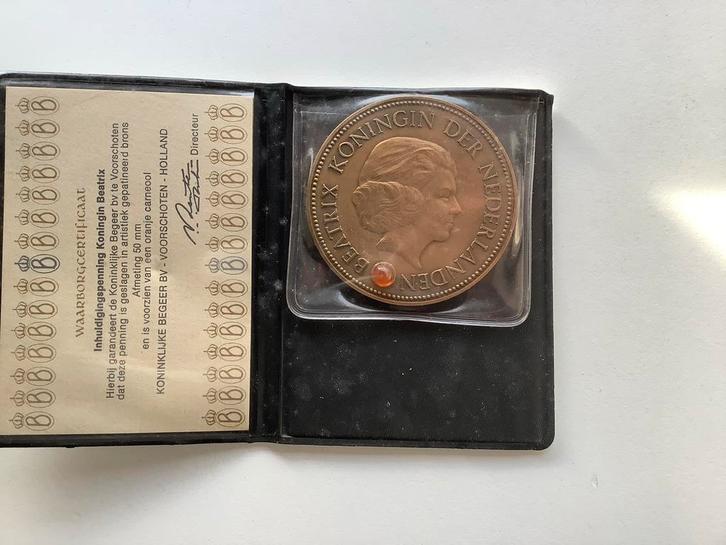 WAARBORGCERTIFICAAT
Inhuldigingspenning Koningin Beatrix
Hierbij garandeert de Koninklijke Begeer bv te Voorschoten
dat deze penning is geslagen in artistiek gepatineerd brons
Afmeting 50 mm
en is voorzien van een oranje carneool
KONINKLIJKE BEGEER BV - VOORSCHOTEN - HOLLAND
Directeur
BEATRIX KONINGIN DER NEDERLANDEN